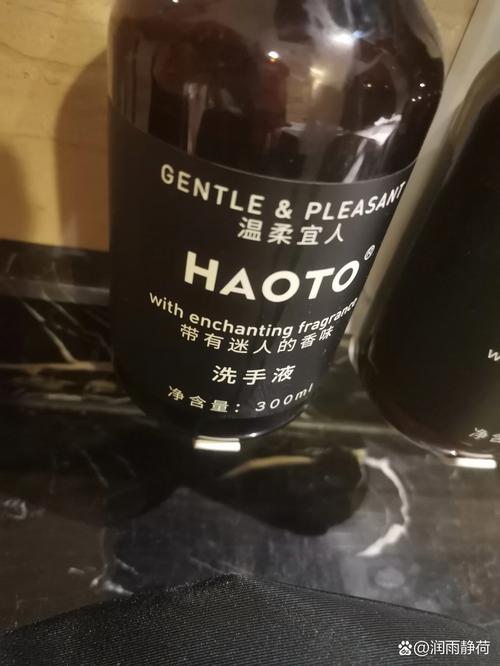 GENTLE & PLEASANT
温柔宜人
HAOTO®
with enchanting fragrance
带有迷人的香味
洗手液
净含量：300ml
@润雨静荷